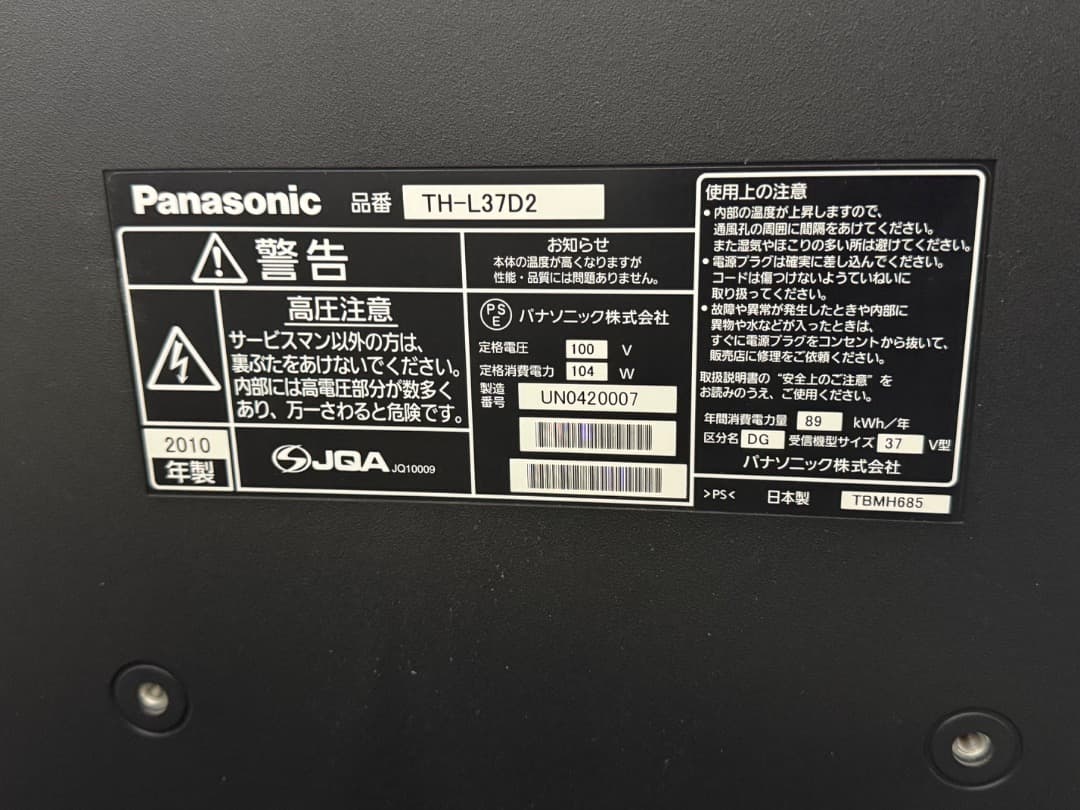 Panasonic 品番 TH-L37D2
警告
高圧注意
サービスマン以外の方は、
裏ぶたをあけないでください。
内部には高電圧部分が数多く
あり、万一さわると危険です。
2010
年製
JQA JQ10009
お知らせ
本体の温度が高くなりますが
性能・品質には問題ありません。
PSE パナソニック株式会社
定格電圧 100 V
定格消費電力 104 W
製造
番号 UN0420007
使用上の注意
•内部の温度が上昇しますので、
通風孔の周囲に間隔をあけてください。
また湿気やほこりの多い所は避けてください。
•電源プラグは確実に差し込んでください。
コードは傷つけないようていねいに
取り扱ってください。
•故障や異常が発生したときや内部に
異物や水などが入ったときは、
すぐに電源プラグをコンセントから抜いて、
販売店に修理をご依頼ください。
取扱説明書の“安全上のご注意”を
お読みのうえ、ご使用ください。
年間消費電力量 89 kWh/年
区分名 DG 受信機型サイズ 37 V型
パナソニック株式会社
>PS< 日本製 TBMH685